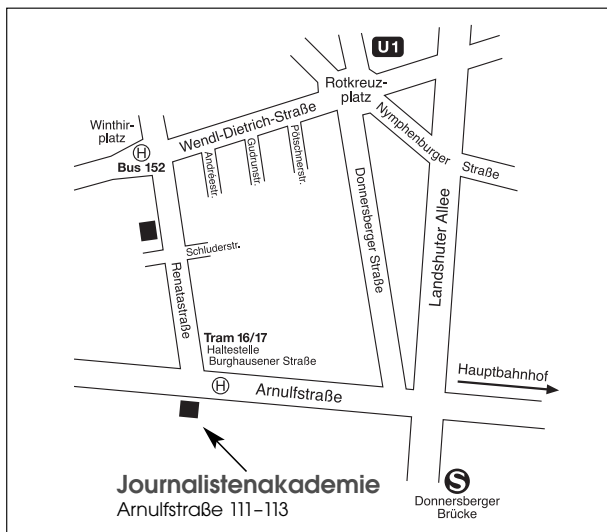 U1
Rotkreuz-
platz
Winthir-
platz
Wendl-Dietrich-Straße
Nymphenburger
Straße
H
Bus 152
Andréestr.
Gudrunstr.
Pötschnerstr.
Donnersberger Straße
Landshuter Allee
Schluderstr.
Renatastraße
Tram 16/17
Haltestelle
Burghausener Straße
Hauptbahnhof
H
Arnulfstraße
Journalistenakademie
Arnulfstraße 111–113
S
Donnersberger
Brücke